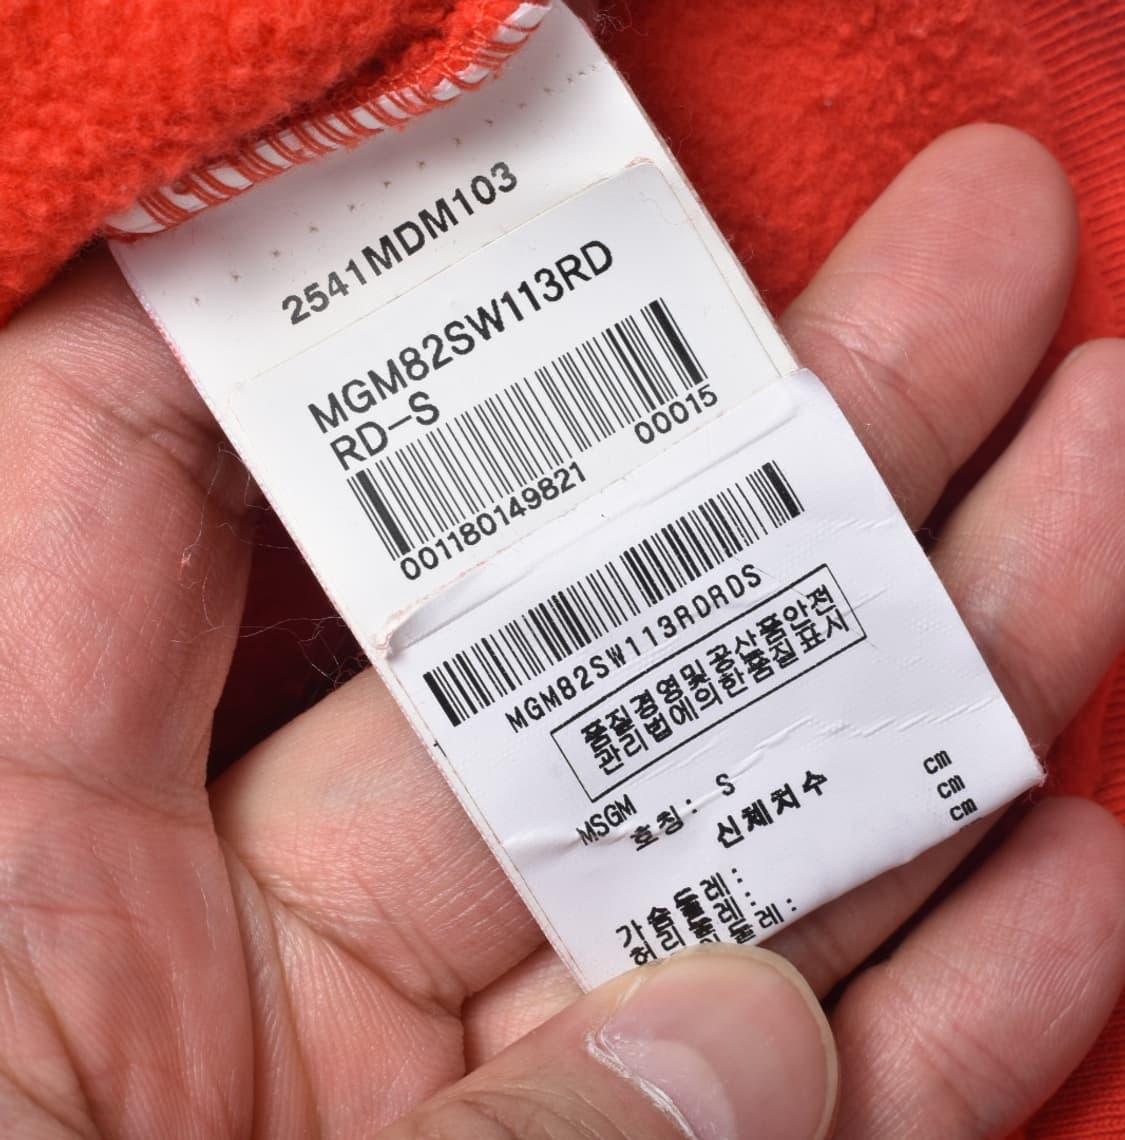 2541MDM103
MGM82SW113RD
RD-S
00015
001180149821
MGM82SW113RDRDS
품질경영및공산품안전
관리법에의한품질표시
MSGM
호칭: S
신체치수
cm
cm
cm
가슴둘레:
허리둘레:
둘레: